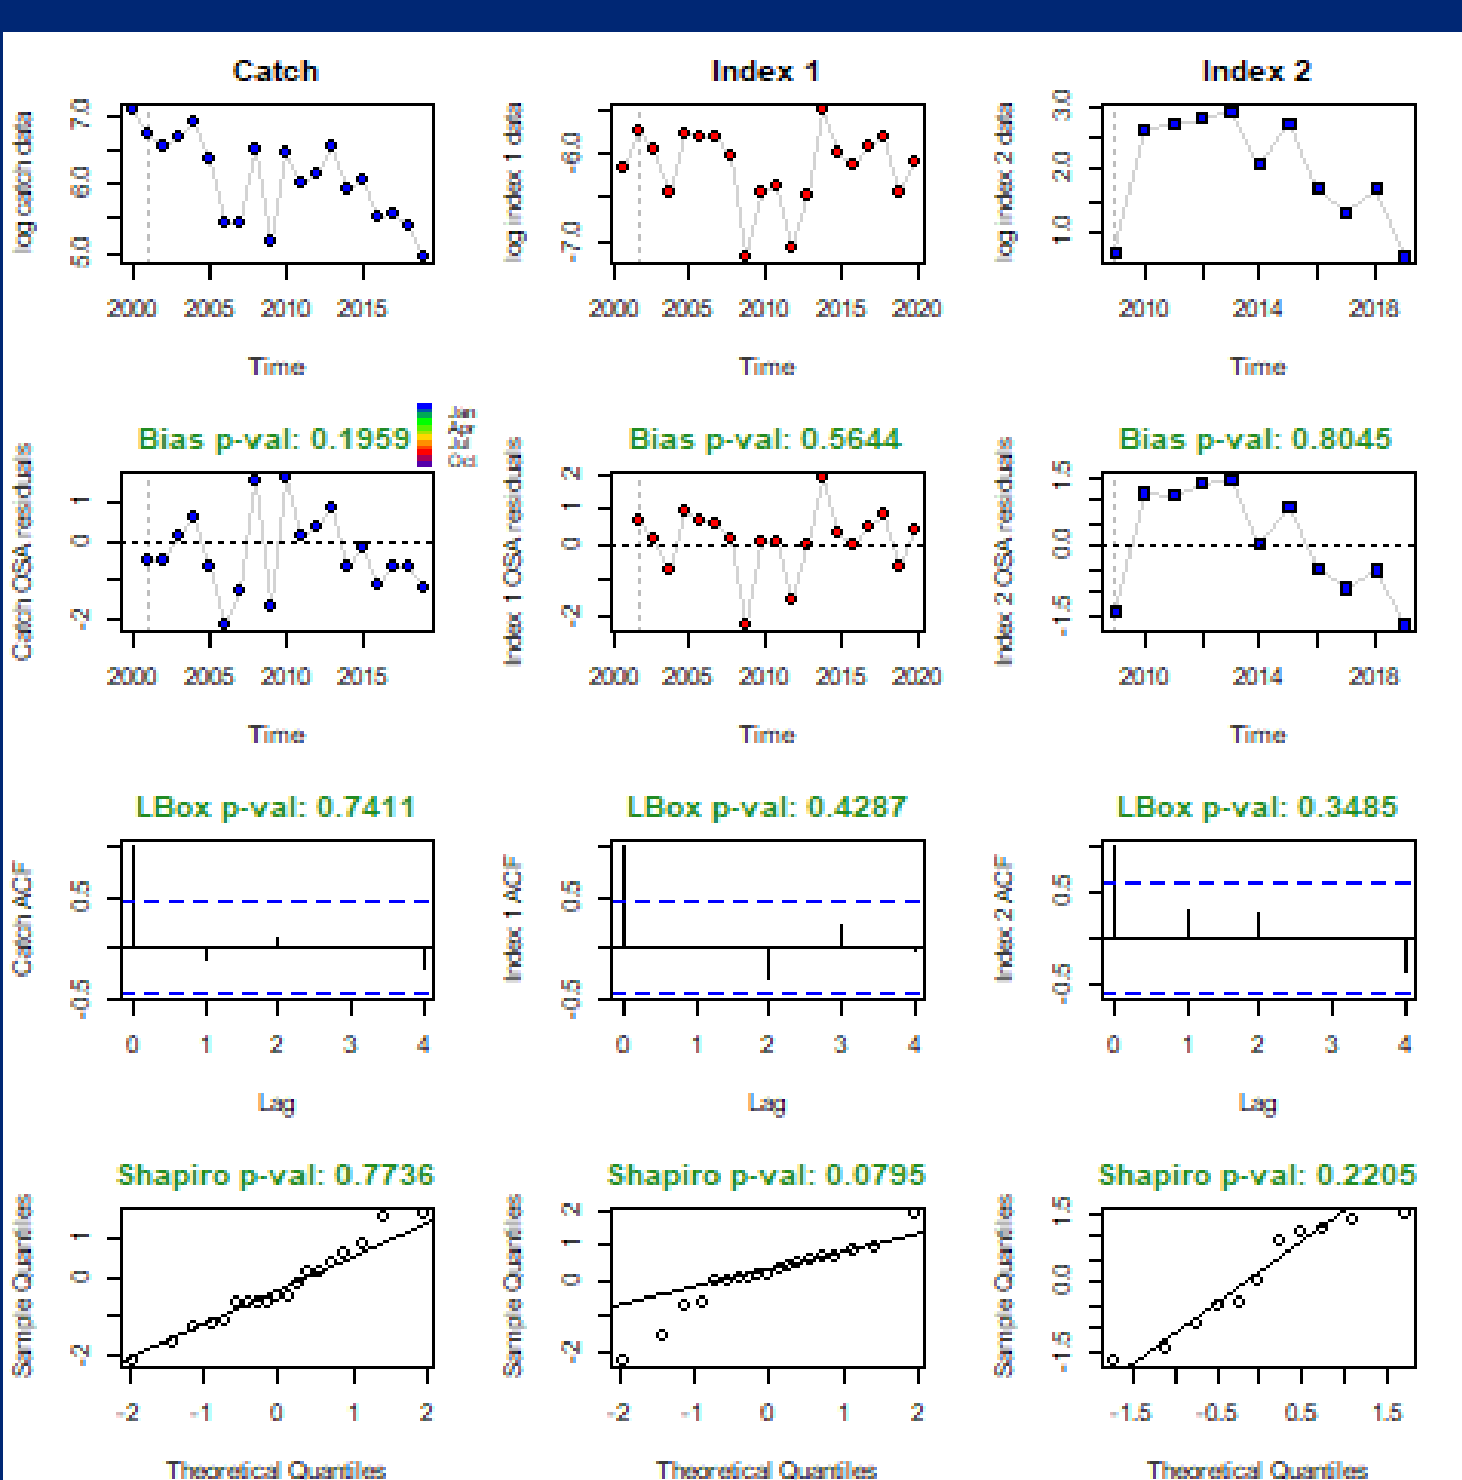 Catch
Index 1
Index 2
log catch data
5.0 6.0 7.0
2000 2005 2010 2015
Time
log index 1 data
-7.0 -6.0
2000 2005 2010 2015 2020
Time
log index 2 data
1.0 2.0 3.0
2010 2014 2018
Time
Bias p-val: 0.1959
Catch OSA residuals
-2 0 1
2000 2005 2010 2015
Time
Bias p-val: 0.5644
Index 1 OSA residuals
-2 0 1 2
2000 2005 2010 2015 2020
Time
Bias p-val: 0.8045
Index 2 OSA residuals
-1.5 0.0 1.5
2010 2014 2018
Time
LBox p-val: 0.7411
Catch ACF
-0.5 0.5
0 1 2 3 4
Lag
LBox p-val: 0.4287
Index 1 ACF
-0.5 0.5
0 1 2 3 4
Lag
LBox p-val: 0.3485
Index 2 ACF
-0.5 0.5
0 1 2 3 4
Lag
Shapiro p-val: 0.7736
Sample Quantiles
-2 0 1
-2 -1 0 1 2
Theoretical Quantiles
Shapiro p-val: 0.0795
Sample Quantiles
-2 0 1 2
-2 -1 0 1 2
Theoretical Quantiles
Shapiro p-val: 0.2205
Sample Quantiles
-1.5 0.0 1.5
-1.5 -0.5 0.5 1.5
Theoretical Quantiles